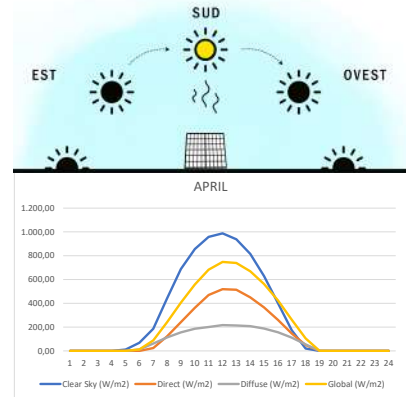 SUD
EST
OVEST
APRIL
1.200,00
1.000,00
800,00
600,00
400,00
200,00
0,00
1 2 3 4 5 6 7 8 9 10 11 12 13 14 15 16 17 18 19 20 21 22 23 24
Clear Sky (W/m2) Direct (W/m2) Diffuse (W/m2) Global (W/m2)